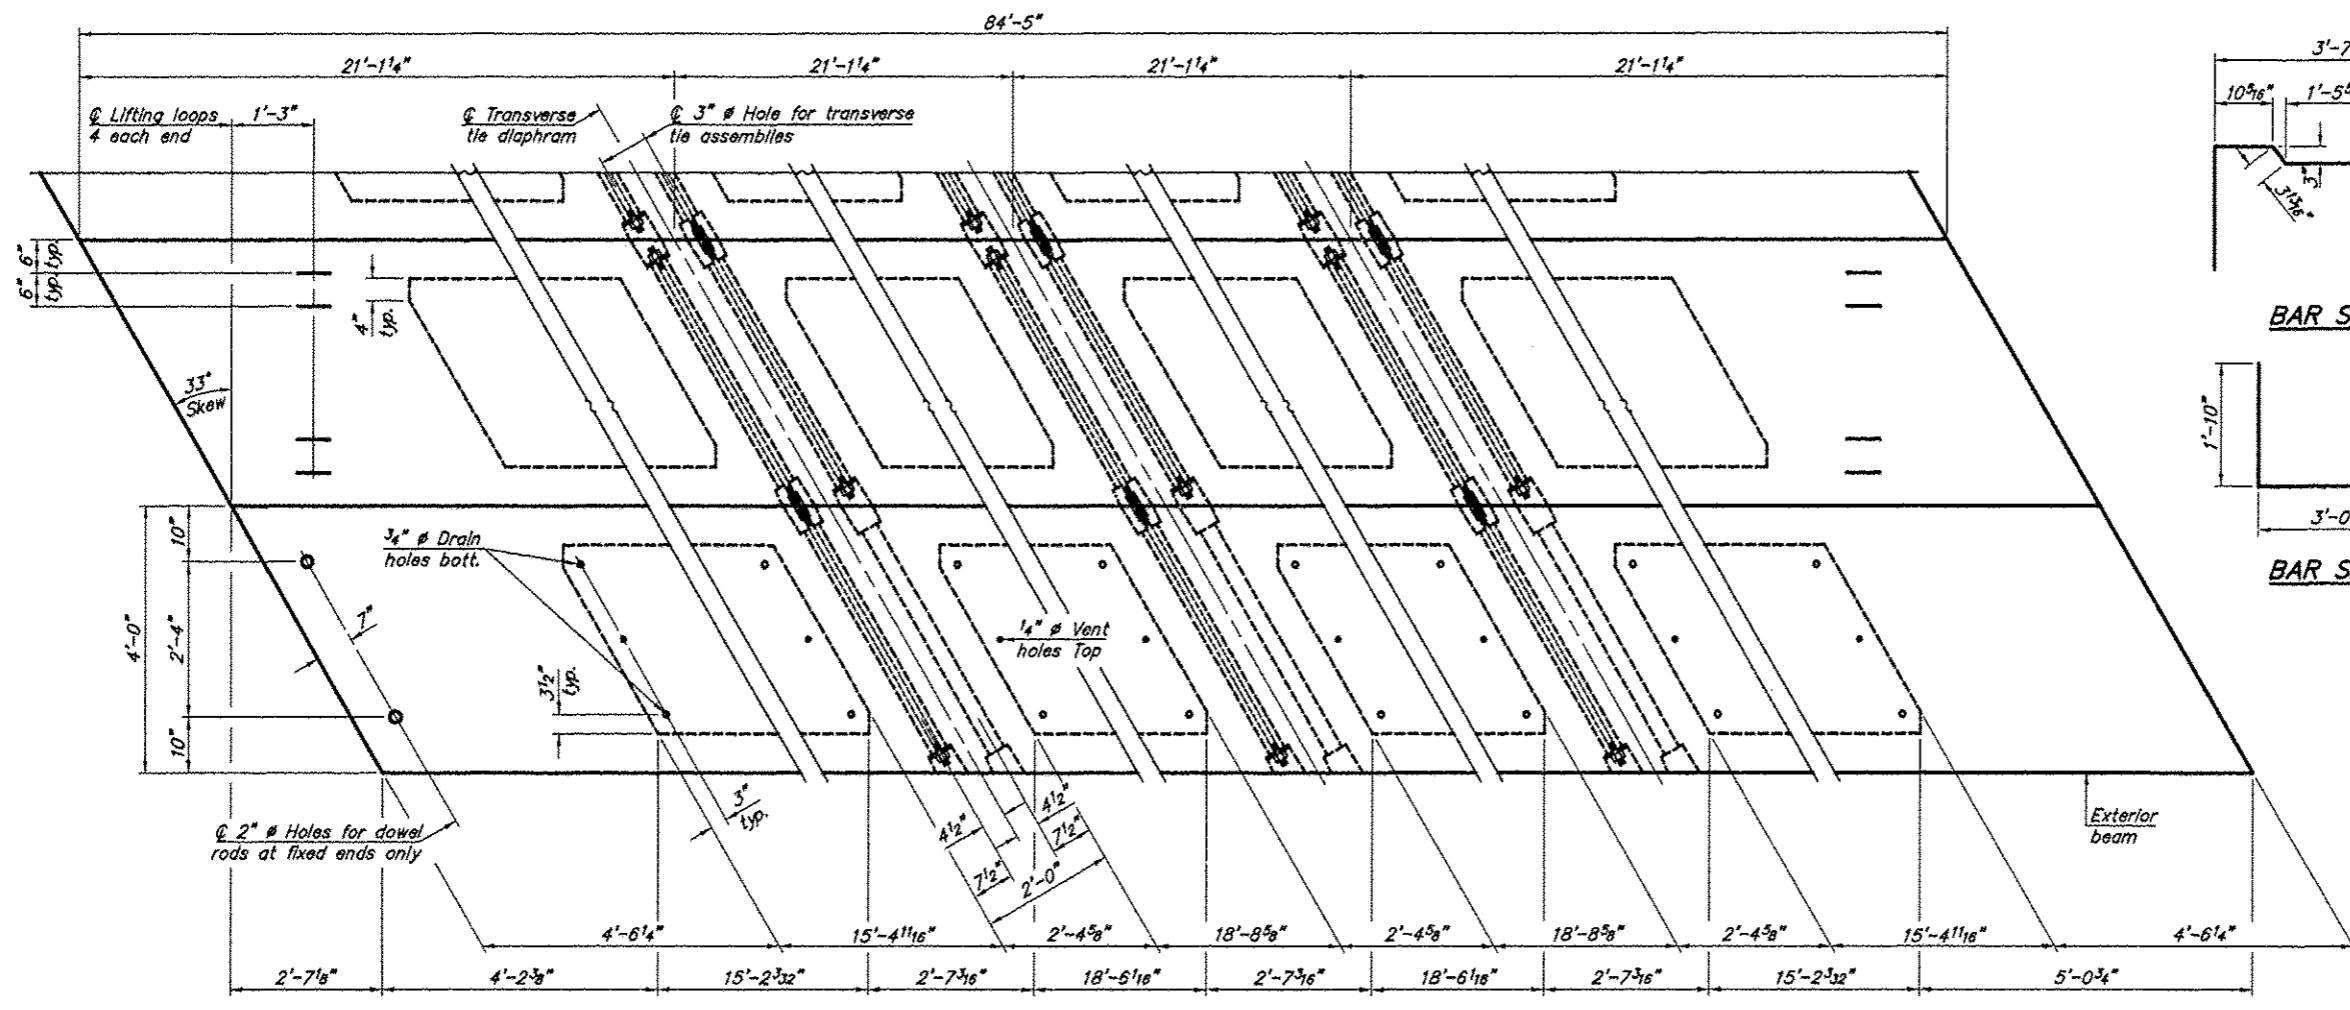 84'-5"
21'-1¼" 21'-1¼" 21'-1¼" 21'-1¼"
3'-7
10⁵⁄₁₆" 1'-5⁵
3"
3¹³⁄₁₆"
℄ Lifting loops
4 each end
1'-3"
℄ Transverse
tie diaphram
℄ 3" ø Hole for transverse
tie assemblies
6" typ.
6" typ.
4" typ.
33°
Skew
BAR S
1'-10"
3'-0
BAR S
¾" ø Drain
holes bott.
10"
2'-4"
10"
4'-0"
7"
3½" typ.
¼" ø Vent
holes Top
3" typ.
4½"
7½"
4½"
7½"
2'-0"
℄ 2" ø Holes for dowel
rods at fixed ends only
Exterior
beam
4'-6¼" 15'-4¹¹⁄₁₆" 2'-4⅝" 18'-8⅝" 2'-4⅝" 18'-8⅝" 2'-4⅝" 15'-4¹¹⁄₁₆" 4'-6¼"
2'-7⅛" 4'-2⅜" 15'-2³⁄₃₂" 2'-7³⁄₁₆" 18'-6¹⁄₁₆" 2'-7³⁄₁₆" 18'-6¹⁄₁₆" 2'-7³⁄₁₆" 15'-2³⁄₃₂" 5'-0¾"